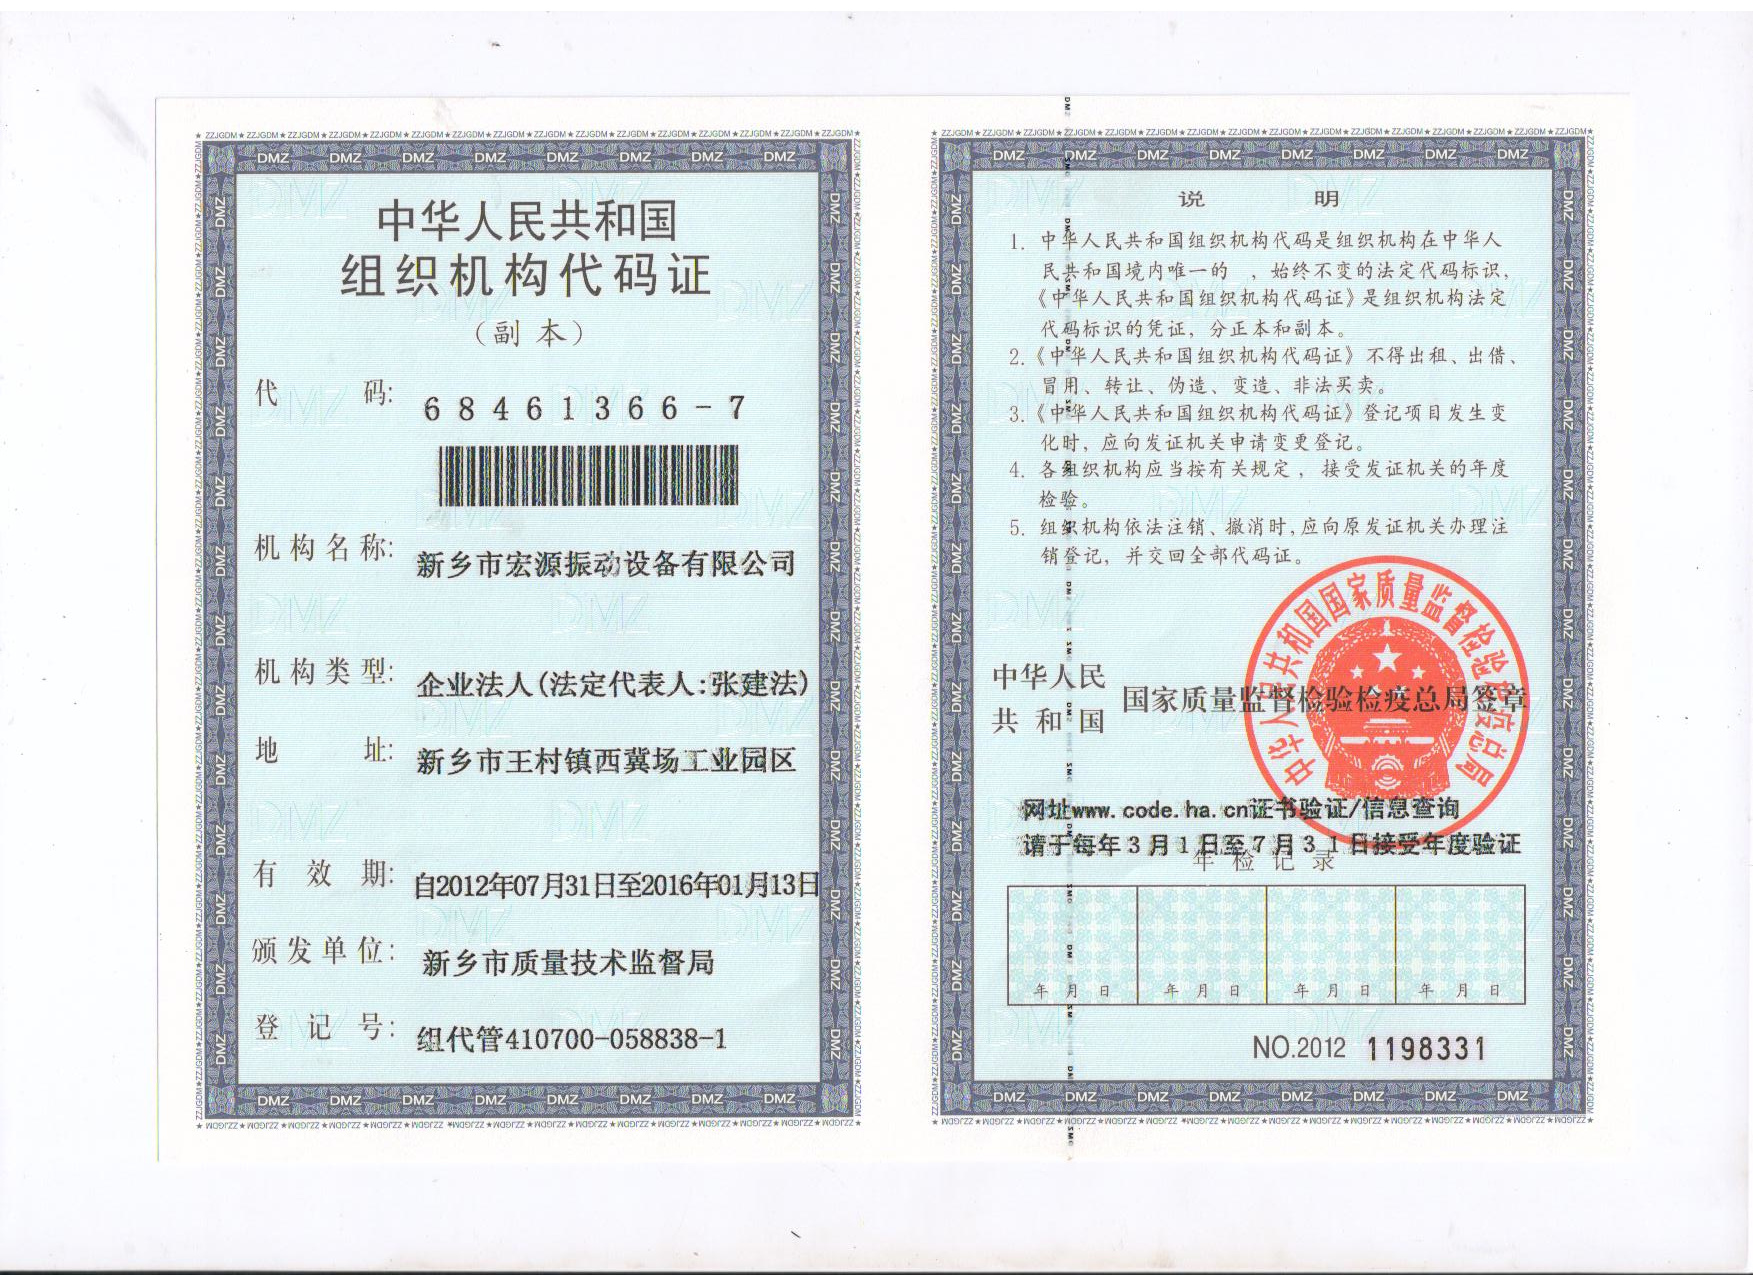 中华人民共和国
组织机构代码证
（副 本）
代 码: 68461366-7
机构名称: 新乡市宏源振动设备有限公司
机构类型: 企业法人(法定代表人:张建法)
地 址: 新乡市王村镇西冀场工业园区
有 效 期: 自2012年07月31日至2016年01月13日
颁发单位: 新乡市质量技术监督局
登 记 号: 组代管410700-058838-1
说 明
1. 中华人民共和国组织机构代码是组织机构在中华人
民共和国境内唯一的 ，始终不变的法定代码标识，
《中华人民共和国组织机构代码证》是组织机构法定
代码标识的凭证，分正本和副本。
2.《中华人民共和国组织机构代码证》不得出租、出借、
冒用、转让、伪造、变造、非法买卖。
3.《中华人民共和国组织机构代码证》登记项目发生变
化时，应向发证机关申请变更登记。
4. 各组织机构应当按有关规定，接受发证机关的年度
检验。
5. 组织机构依法注销、撤消时，应向原发证机关办理注
销登记，并交回全部代码证。
中华人民共和国国家质量监督检验检疫总局
中华人民
共 和 国 国家质量监督检验检疫总局签章
网址www.code.ha.cn证书验证/信息查询
请于每年3月1日至7月31日接受年度验证
年 检 记 录
年 月 日 年 月 日 年 月 日 年 月 日
NO.2012 1198331